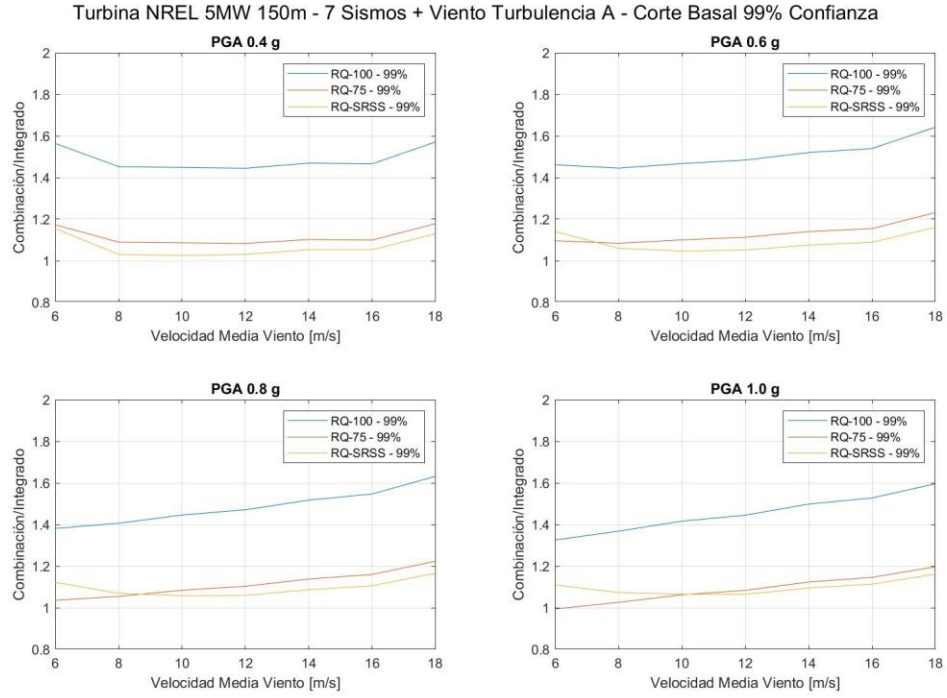 Turbina NREL 5MW 150m - 7 Sismos + Viento Turbulencia A - Corte Basal 99% Confianza
PGA 0.4 g
2
1.8
1.6
1.4
1.2
1
0.8
Combinación/Integrado
RQ-100 - 99%
RQ-75 - 99%
RQ-SRSS - 99%
6 8 10 12 14 16 18
Velocidad Media Viento [m/s]
PGA 0.6 g
2
1.8
1.6
1.4
1.2
1
0.8
Combinación/Integrado
RQ-100 - 99%
RQ-75 - 99%
RQ-SRSS - 99%
6 8 10 12 14 16 18
Velocidad Media Viento [m/s]
PGA 0.8 g
2
1.8
1.6
1.4
1.2
1
0.8
Combinación/Integrado
RQ-100 - 99%
RQ-75 - 99%
RQ-SRSS - 99%
6 8 10 12 14 16 18
Velocidad Media Viento [m/s]
PGA 1.0 g
2
1.8
1.6
1.4
1.2
1
0.8
Combinación/Integrado
RQ-100 - 99%
RQ-75 - 99%
RQ-SRSS - 99%
6 8 10 12 14 16 18
Velocidad Media Viento [m/s]